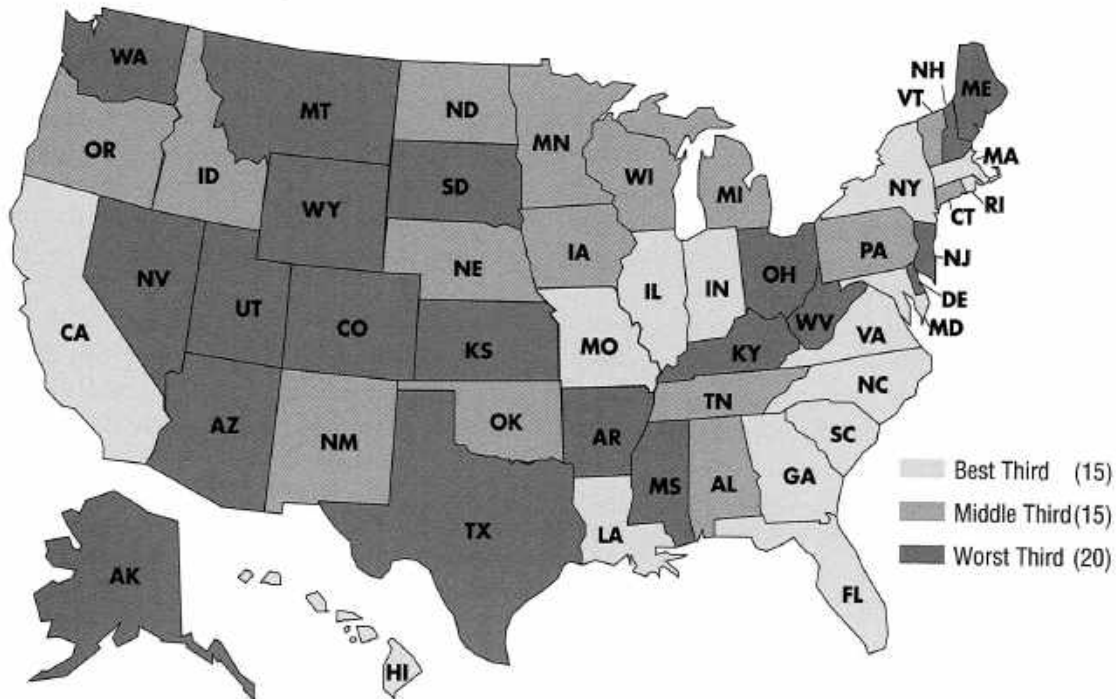 WA
MT
ND
MN
OR
ID
WY
SD
WI
MI
NH
VT
ME
MA
NY
RI
CT
NV
UT
CO
NE
IA
IL
IN
OH
PA
NJ
DE
MD
CA
KS
MO
WV
KY
VA
NC
AZ
NM
OK
AR
TN
SC
MS
AL
GA
LA
TX
FL
AK
HI
Best Third (15)
Middle Third (15)
Worst Third (20)